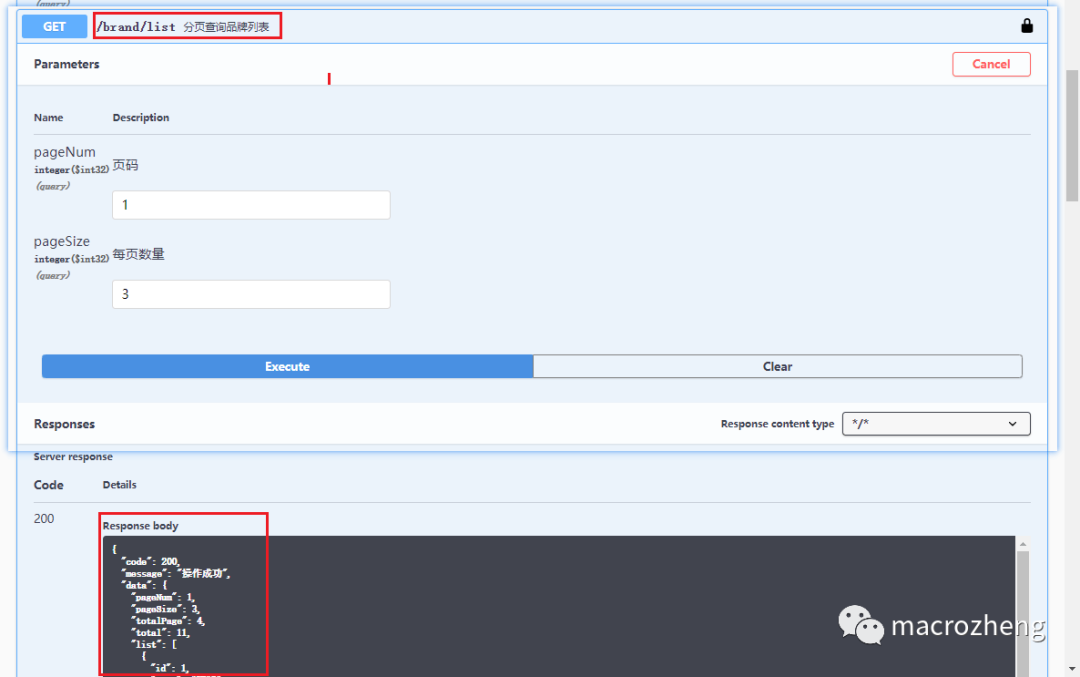 GET /brand/list 分页查询品牌列表
Parameters
Cancel
Name Description
pageNum
integer($int32) 页码
(query)
1
pageSize
integer($int32) 每页数量
(query)
3
Execute Clear
Responses Response content type */*
Server response
Code Details
200
Response body
{
"code": 200,
"message": "操作成功",
"data": {
"pageNum": 1,
"pageSize": 3,
"totalPage": 4,
"total": 11,
"list": [
{
"id": 1,
macrozheng